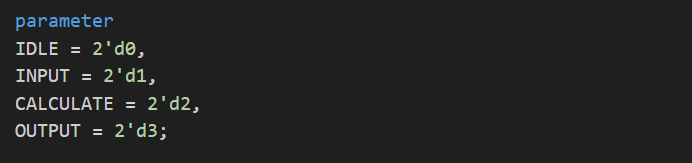 parameter
IDLE = 2'd0,
INPUT = 2'd1,
CALCULATE = 2'd2,
OUTPUT = 2'd3;